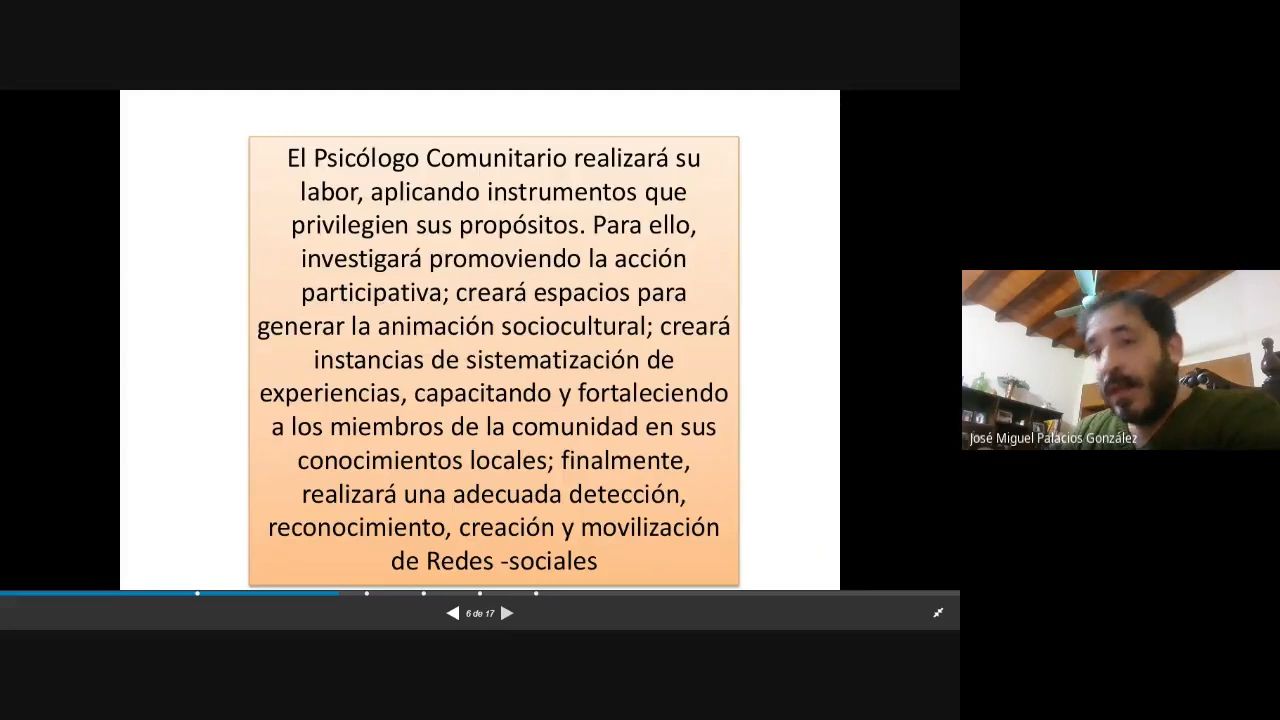 El Psicólogo Comunitario realizará su
labor, aplicando instrumentos que
privilegien sus propósitos. Para ello,
investigará promoviendo la acción
participativa; creará espacios para
generar la animación sociocultural; creará
instancias de sistematización de
experiencias, capacitando y fortaleciendo
a los miembros de la comunidad en sus
conocimientos locales; finalmente,
realizará una adecuada detección,
reconocimiento, creación y movilización
de Redes -sociales
6 de 17
José Miguel Palacios González